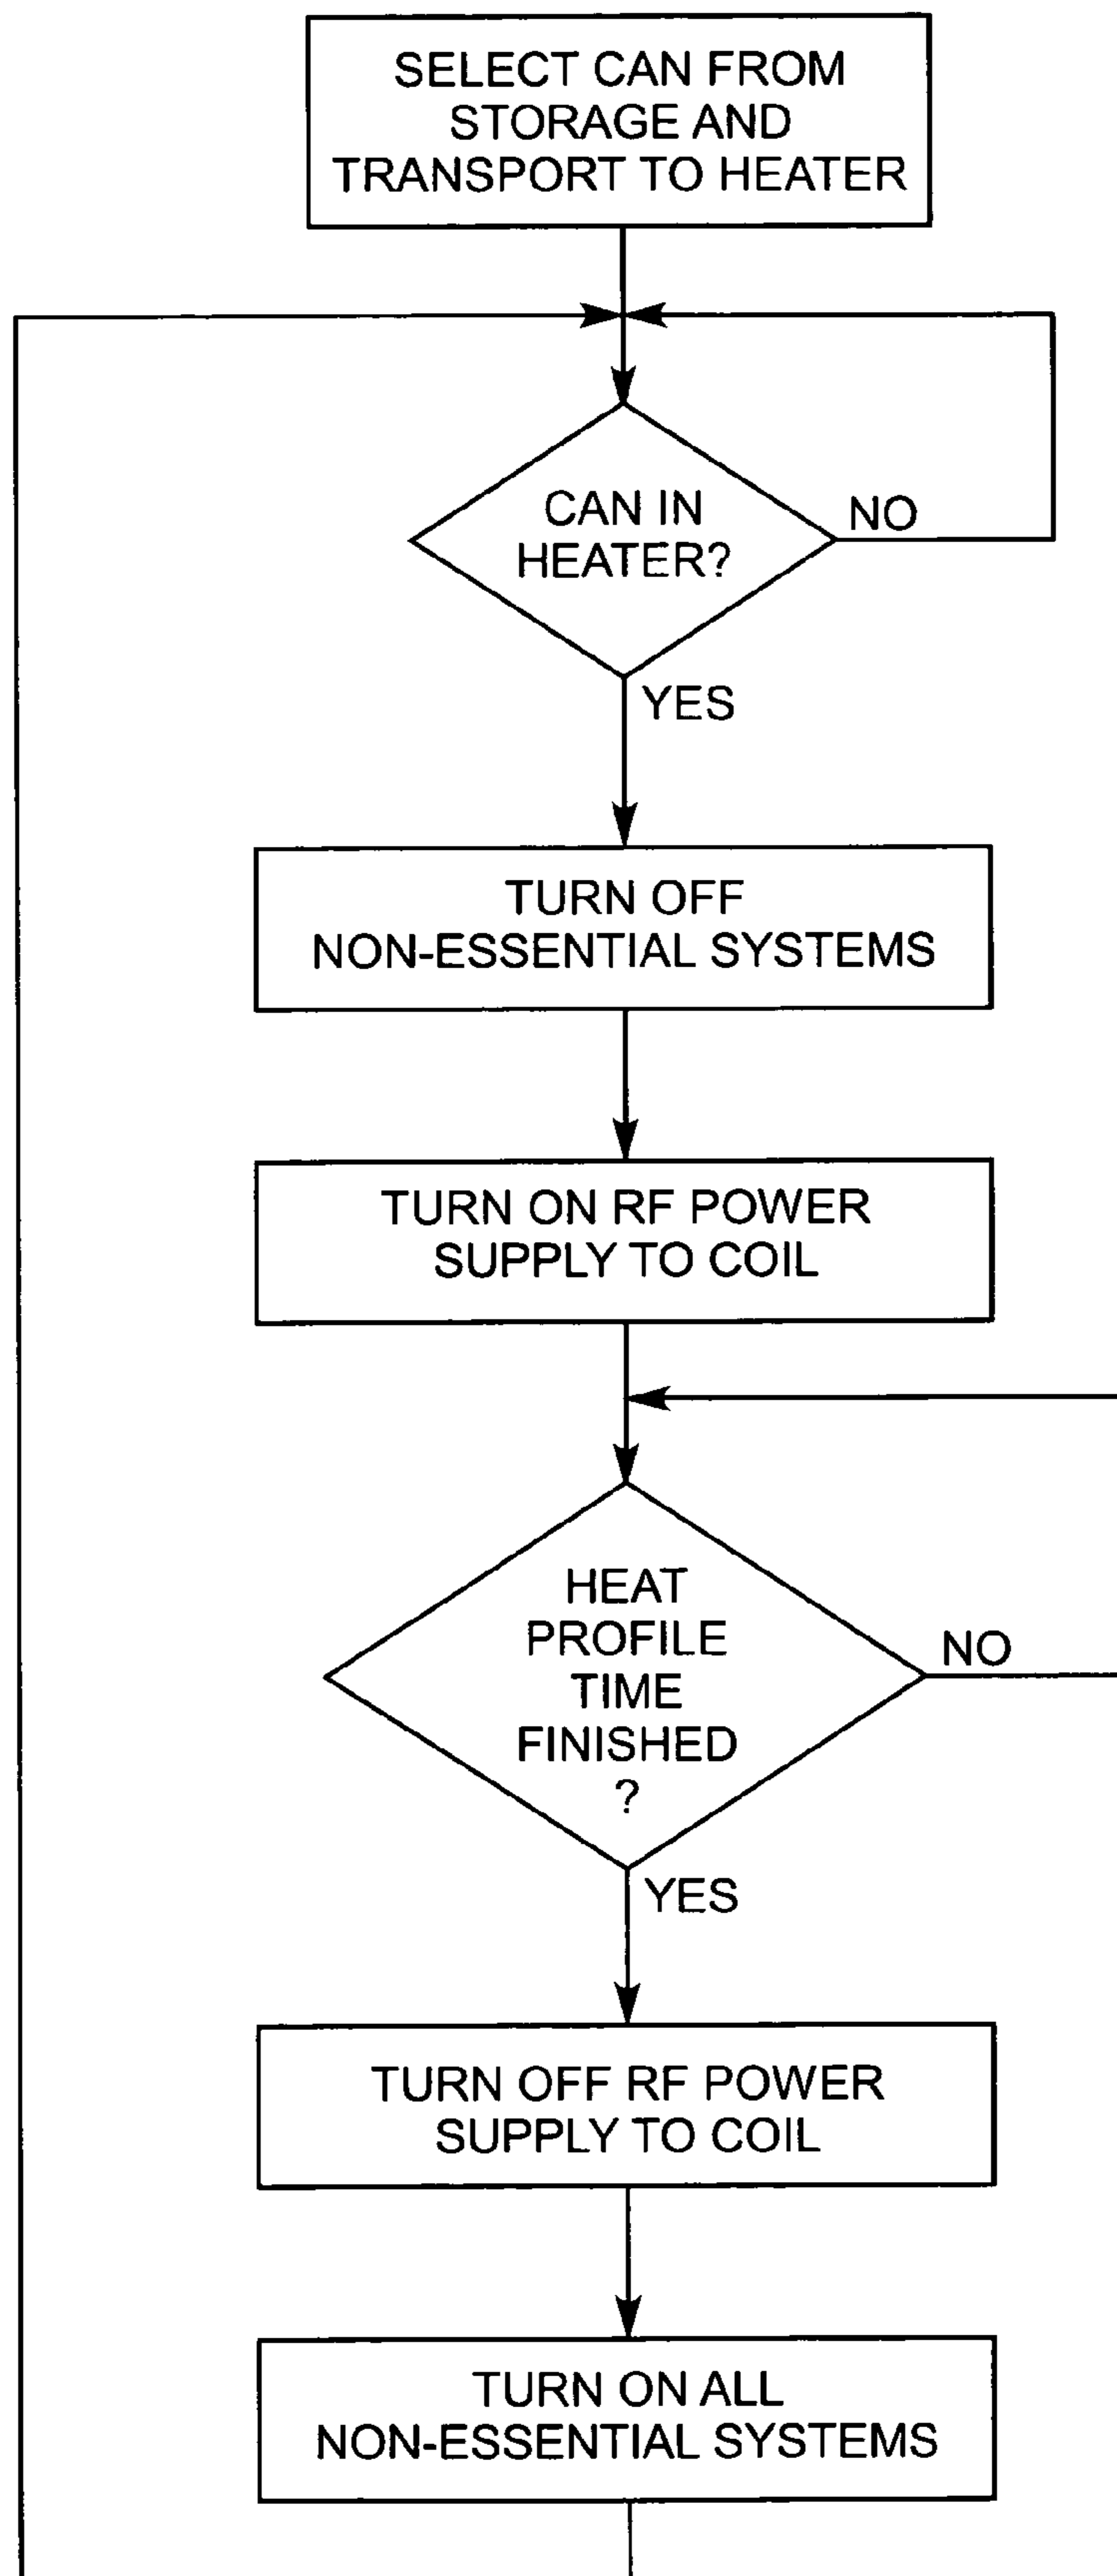 SELECT CAN FROM
STORAGE AND
TRANSPORT TO HEATER
CAN IN
HEATER?
NO
YES
TURN OFF
NON-ESSENTIAL SYSTEMS
TURN ON RF POWER
SUPPLY TO COIL
HEAT
PROFILE
TIME
FINISHED
?
NO
YES
TURN OFF RF POWER
SUPPLY TO COIL
TURN ON ALL
NON-ESSENTIAL SYSTEMS